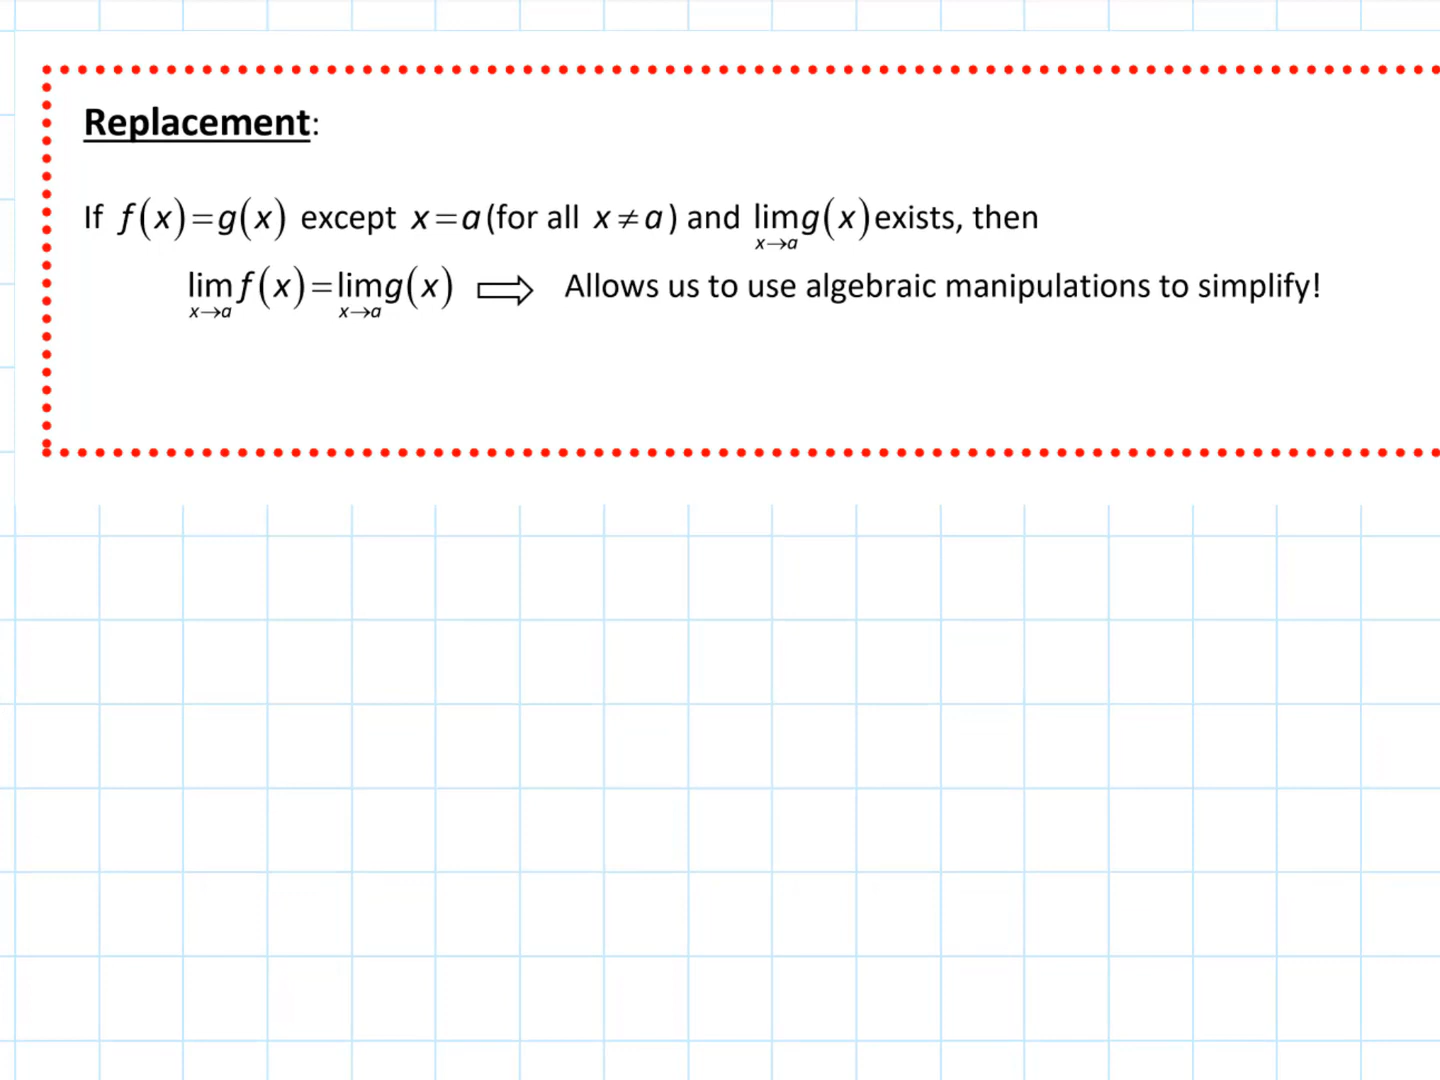 Replacement:
If f(x)=g(x) except x=a (for all x≠a) and lim x→a g(x) exists, then
lim x→a f(x)=lim x→a g(x) ⇨ Allows us to use algebraic manipulations to simplify!